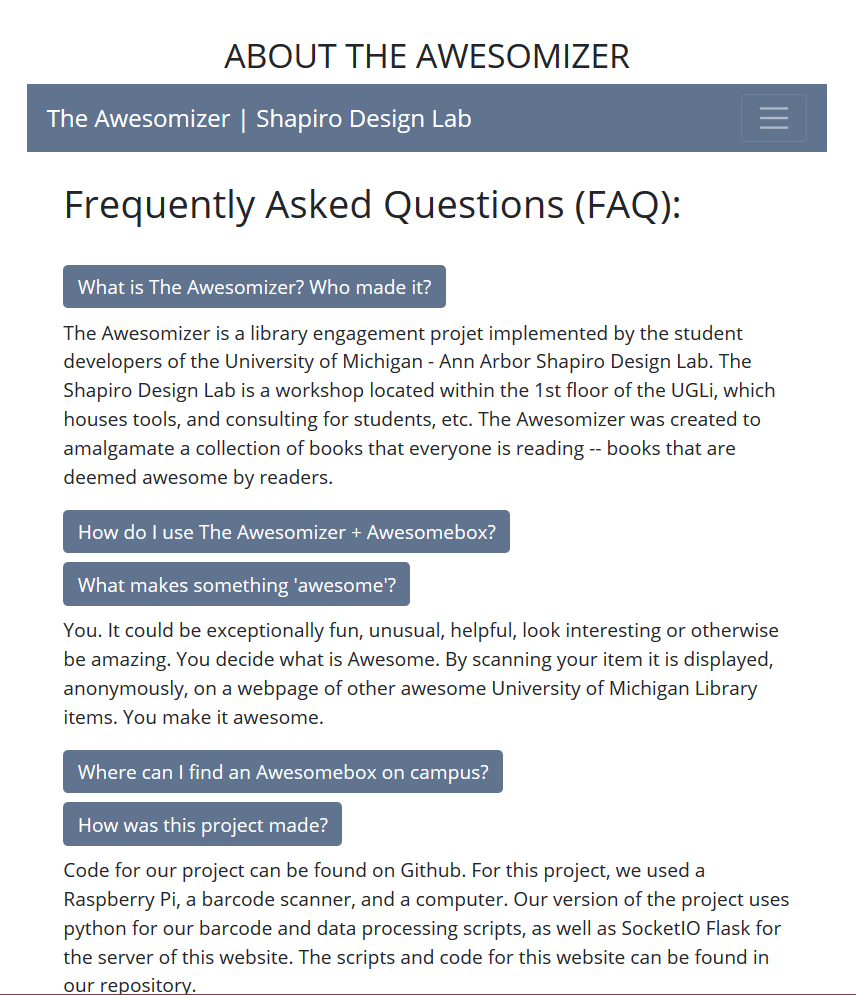 ABOUT THE AWESOMIZER
The Awesomizer | Shapiro Design Lab
Frequently Asked Questions (FAQ):
What is The Awesomizer? Who made it?
The Awesomizer is a library engagement projet implemented by the student
developers of the University of Michigan - Ann Arbor Shapiro Design Lab. The
Shapiro Design Lab is a workshop located within the 1st floor of the UGLi, which
houses tools, and consulting for students, etc. The Awesomizer was created to
amalgamate a collection of books that everyone is reading -- books that are
deemed awesome by readers.
How do I use The Awesomizer + Awesomebox?
What makes something 'awesome'?
You. It could be exceptionally fun, unusual, helpful, look interesting or otherwise
be amazing. You decide what is Awesome. By scanning your item it is displayed,
anonymously, on a webpage of other awesome University of Michigan Library
items. You make it awesome.
Where can I find an Awesomebox on campus?
How was this project made?
Code for our project can be found on Github. For this project, we used a
Raspberry Pi, a barcode scanner, and a computer. Our version of the project uses
python for our barcode and data processing scripts, as well as SocketIO Flask for
the server of this website. The scripts and code for this website can be found in
our repository.